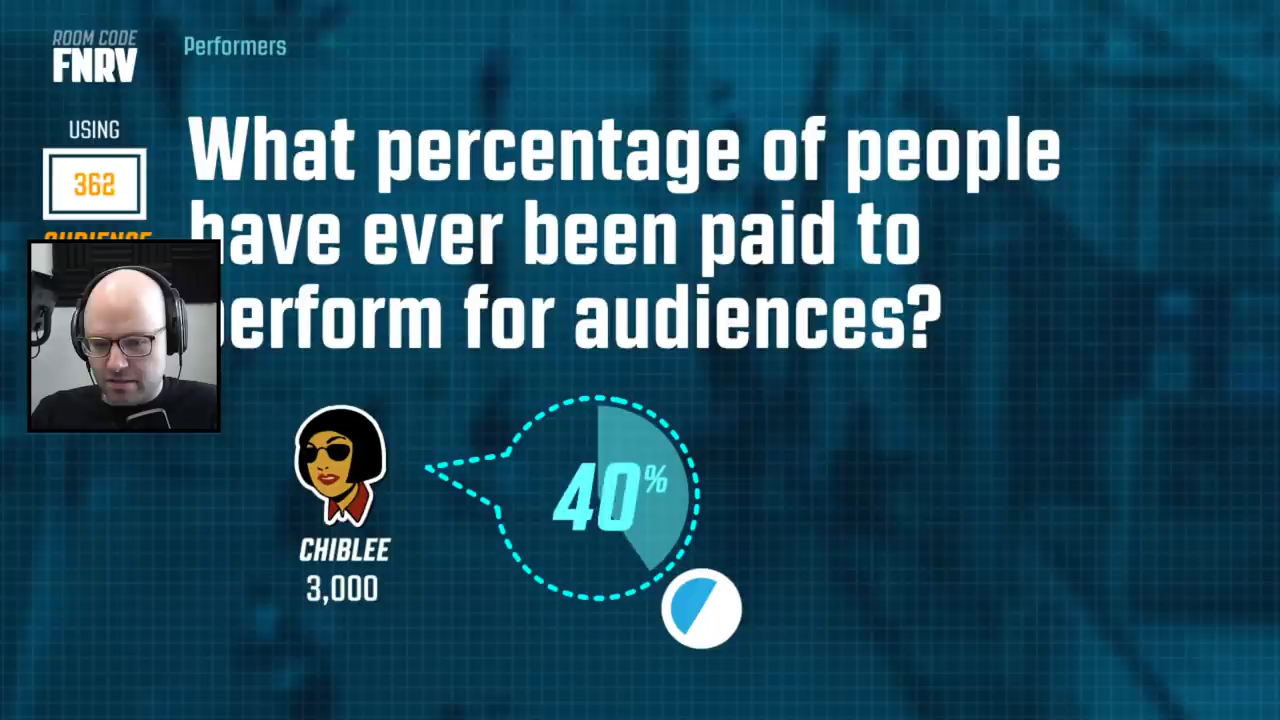 ROOM CODE
FNRV
Performers
USING
362
AUDIENCE
What percentage of people
have ever been paid to
perform for audiences?
40%
CHIBLEE
3,000